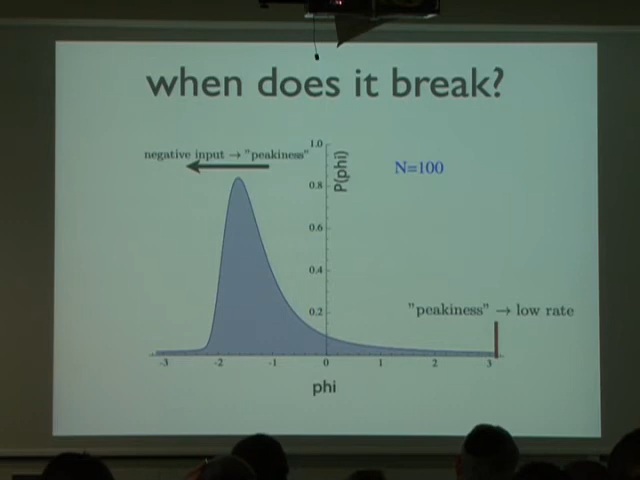 when does it break?
negative input → "peakiness"
1.0
P(phi)
N=100
0.8
0.6
0.4
0.2
"peakiness" → low rate
-3 -2 -1 0 1 2 3
phi